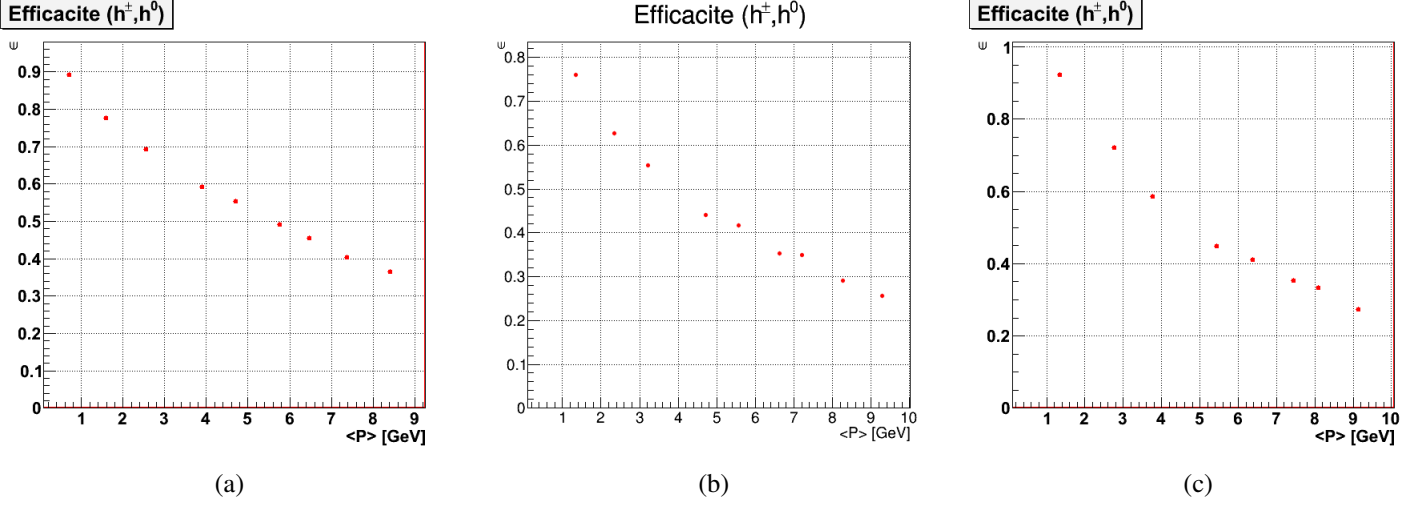 Efficacite (h±,h⁰)
∈
0.9
0.8
0.7
0.6
0.5
0.4
0.3
0.2
0.1
0
1 2 3 4 5 6 7 8 9
<P> [GeV]
(a)
Efficacite (h±,h⁰)
∈
0.8
0.7
0.6
0.5
0.4
0.3
0.2
0.1
0
1 2 3 4 5 6 7 8 9 10
<P> [GeV]
(b)
Efficacite (h±,h⁰)
∈
1
0.8
0.6
0.4
0.2
0
1 2 3 4 5 6 7 8 9 10
<P> [GeV]
(c)